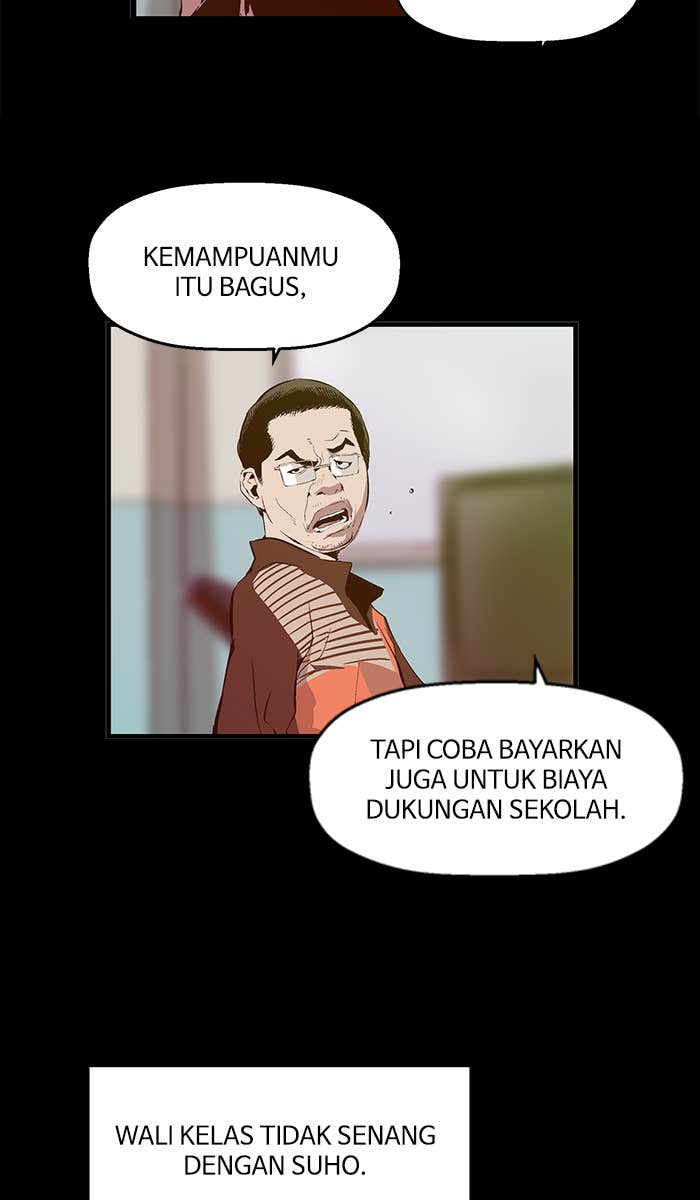 KEMAMPUANMU
ITU BAGUS,
TAPI COBA BAYARKAN
JUGA UNTUK BIAYA
DUKUNGAN SEKOLAH.
WALI KELAS TIDAK SENANG
DENGAN SUHO.